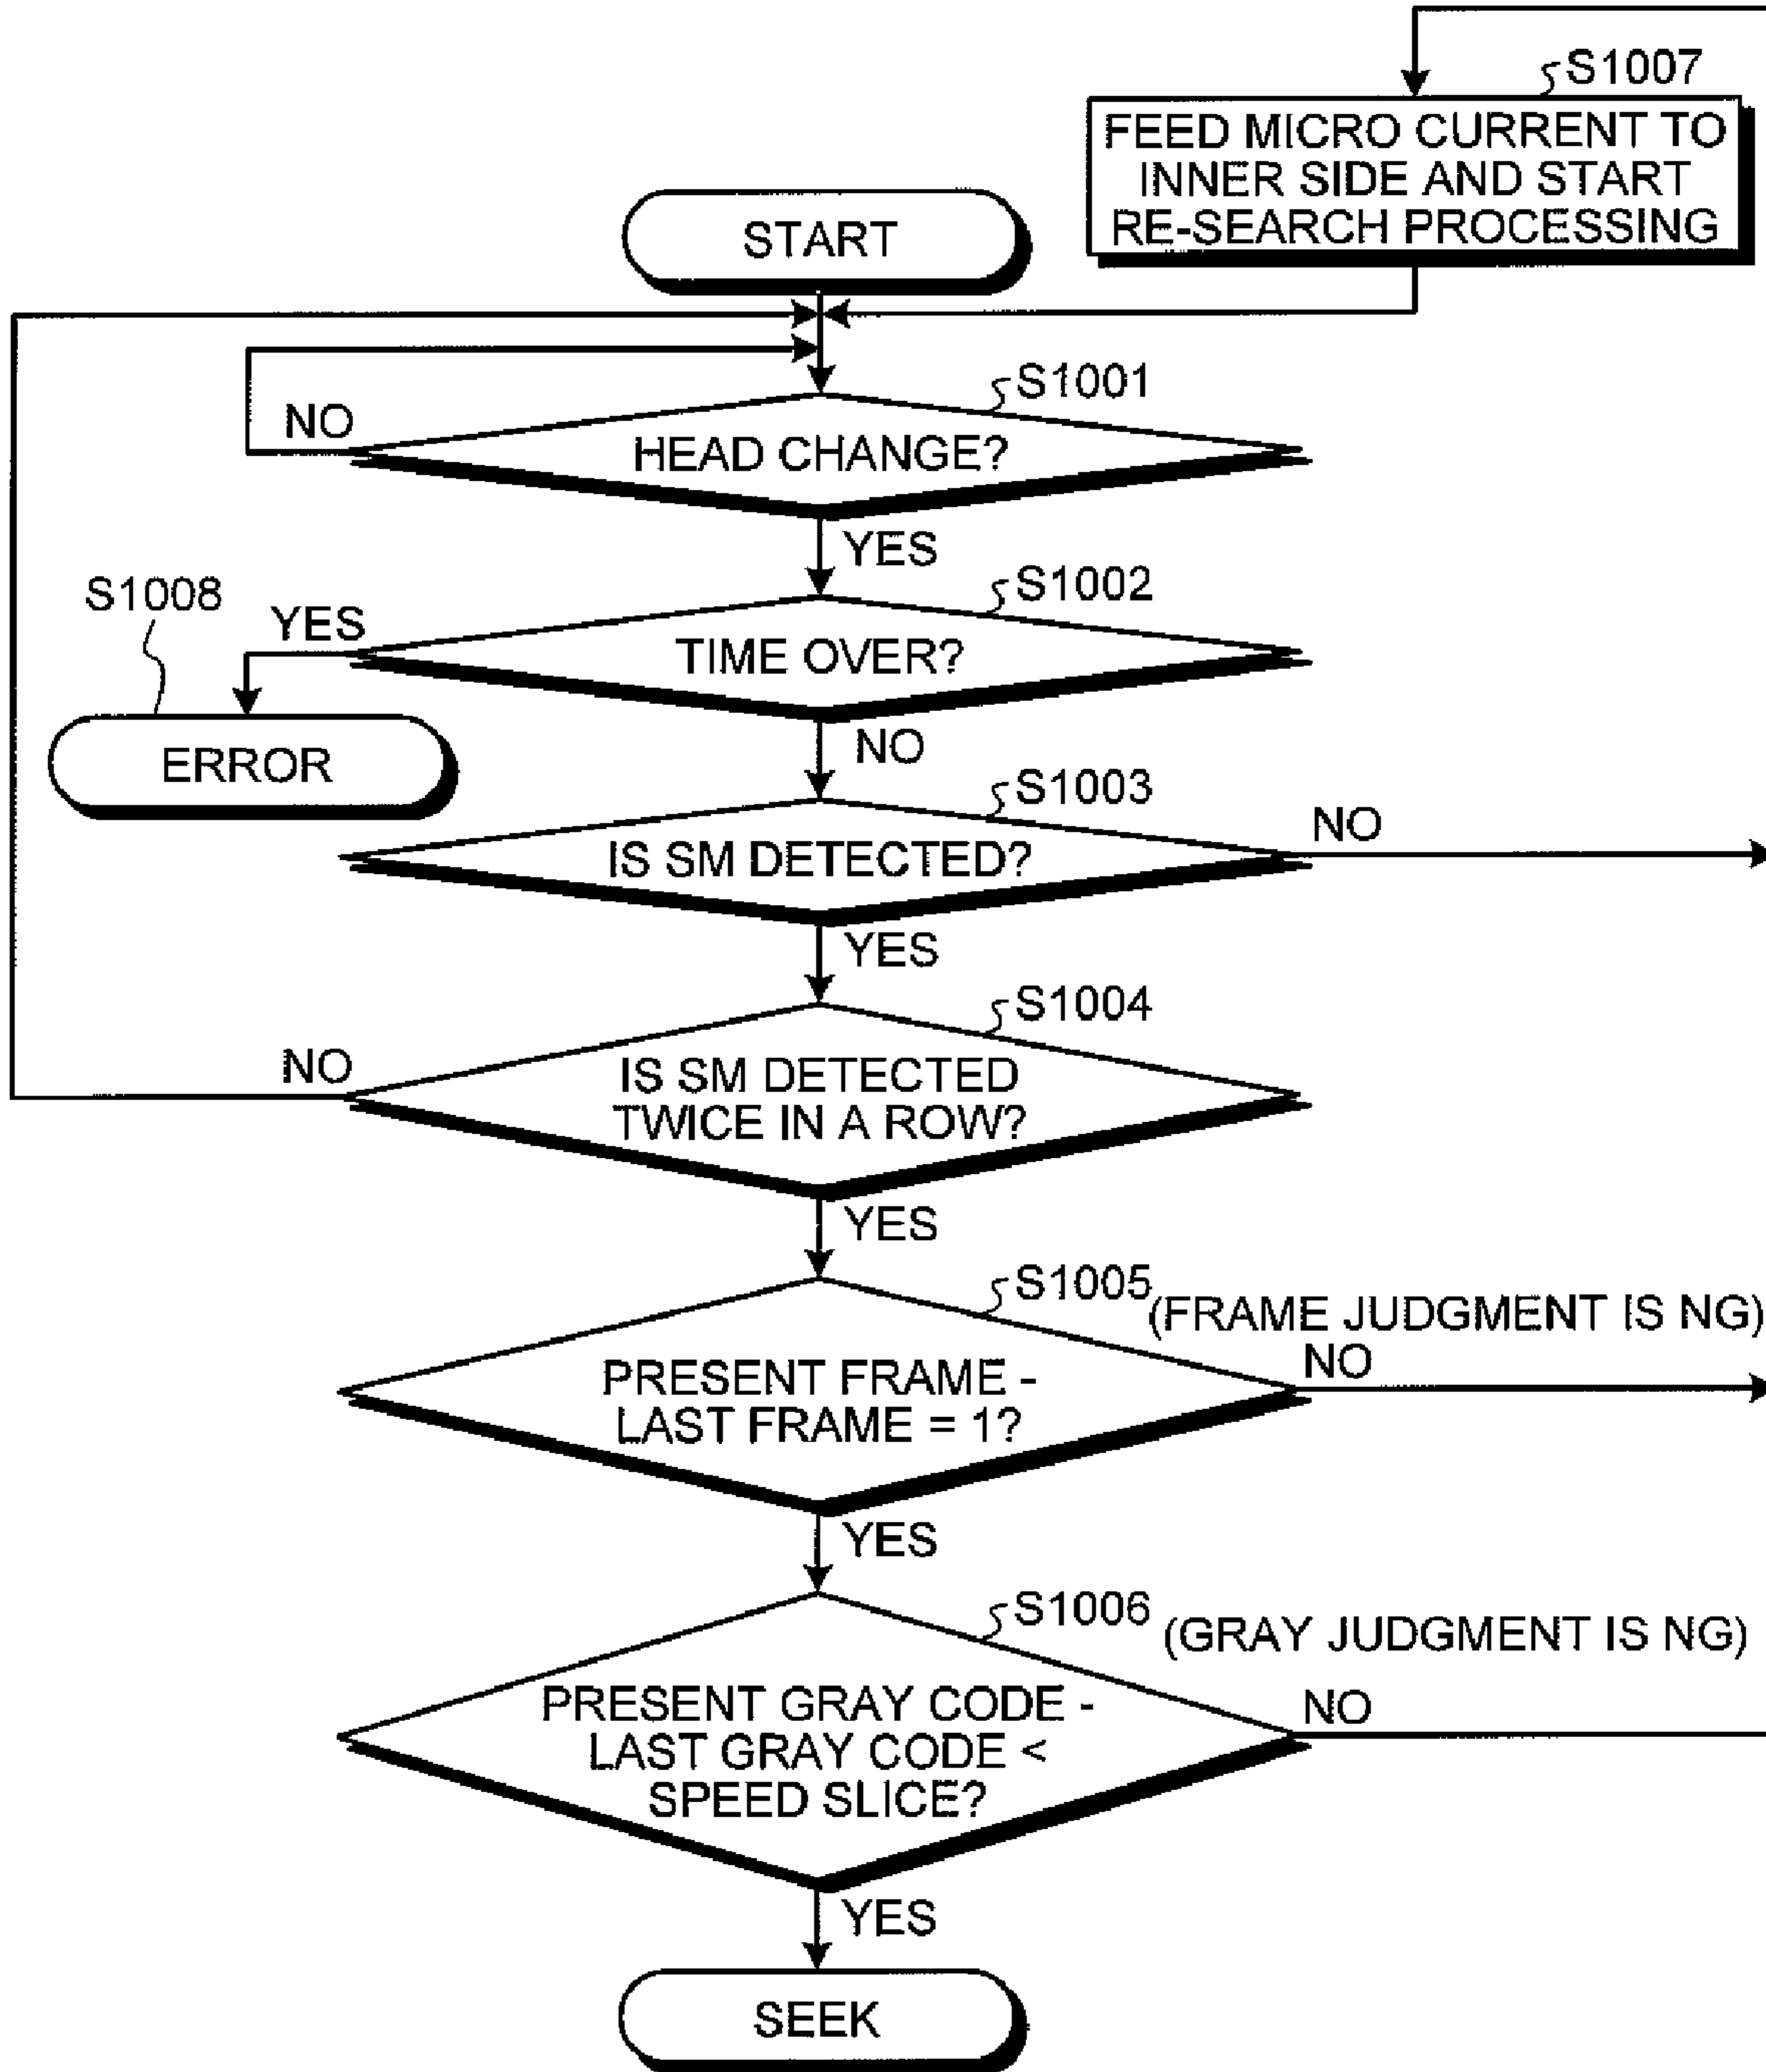 S1007
FEED MICRO CURRENT TO
INNER SIDE AND START
RE-SEARCH PROCESSING
START
S1001
NO
HEAD CHANGE?
YES
S1008
S1002
YES
TIME OVER?
ERROR
NO
S1003
NO
IS SM DETECTED?
YES
S1004
NO
IS SM DETECTED
TWICE IN A ROW?
YES
S1005
(FRAME JUDGMENT IS NG)
NO
PRESENT FRAME -
LAST FRAME = 1?
YES
S1006
(GRAY JUDGMENT IS NG)
NO
PRESENT GRAY CODE -
LAST GRAY CODE <
SPEED SLICE?
YES
SEEK